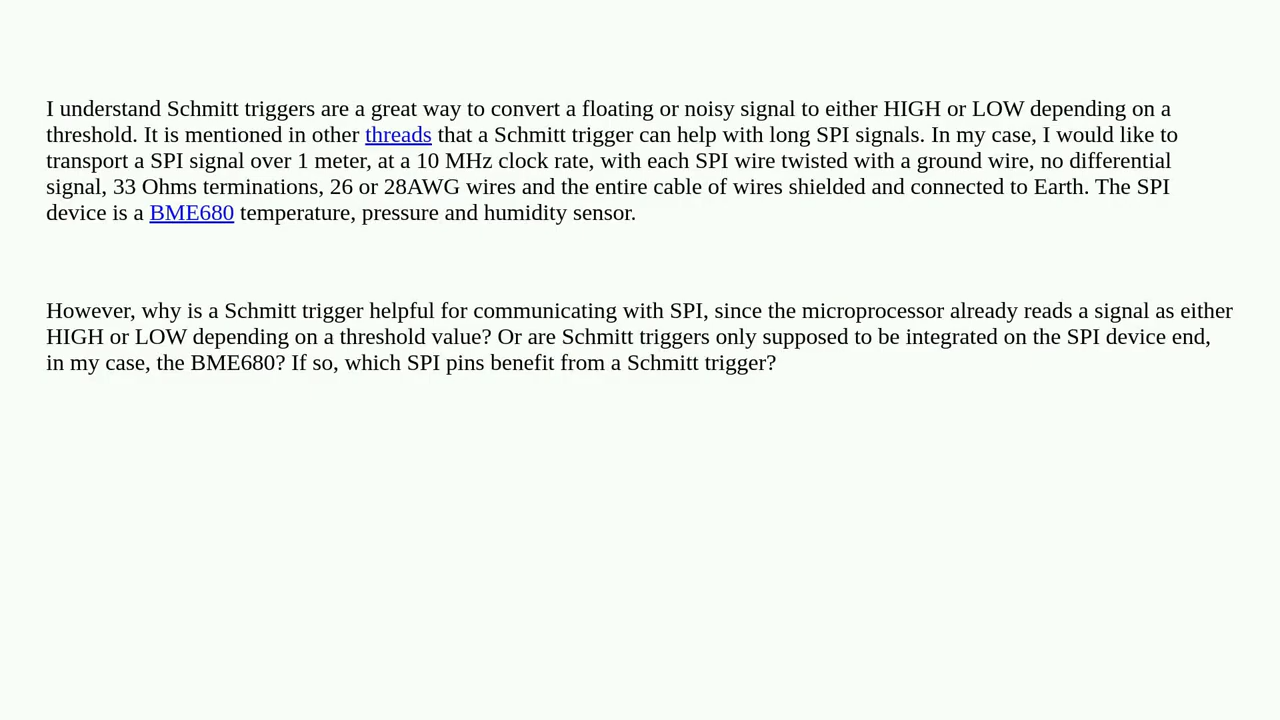 I understand Schmitt triggers are a great way to convert a floating or noisy signal to either HIGH or LOW depending on a
threshold. It is mentioned in other threads that a Schmitt trigger can help with long SPI signals. In my case, I would like to
transport a SPI signal over 1 meter, at a 10 MHz clock rate, with each SPI wire twisted with a ground wire, no differential
signal, 33 Ohms terminations, 26 or 28AWG wires and the entire cable of wires shielded and connected to Earth. The SPI
device is a BME680 temperature, pressure and humidity sensor.
However, why is a Schmitt trigger helpful for communicating with SPI, since the microprocessor already reads a signal as either
HIGH or LOW depending on a threshold value? Or are Schmitt triggers only supposed to be integrated on the SPI device end,
in my case, the BME680? If so, which SPI pins benefit from a Schmitt trigger?